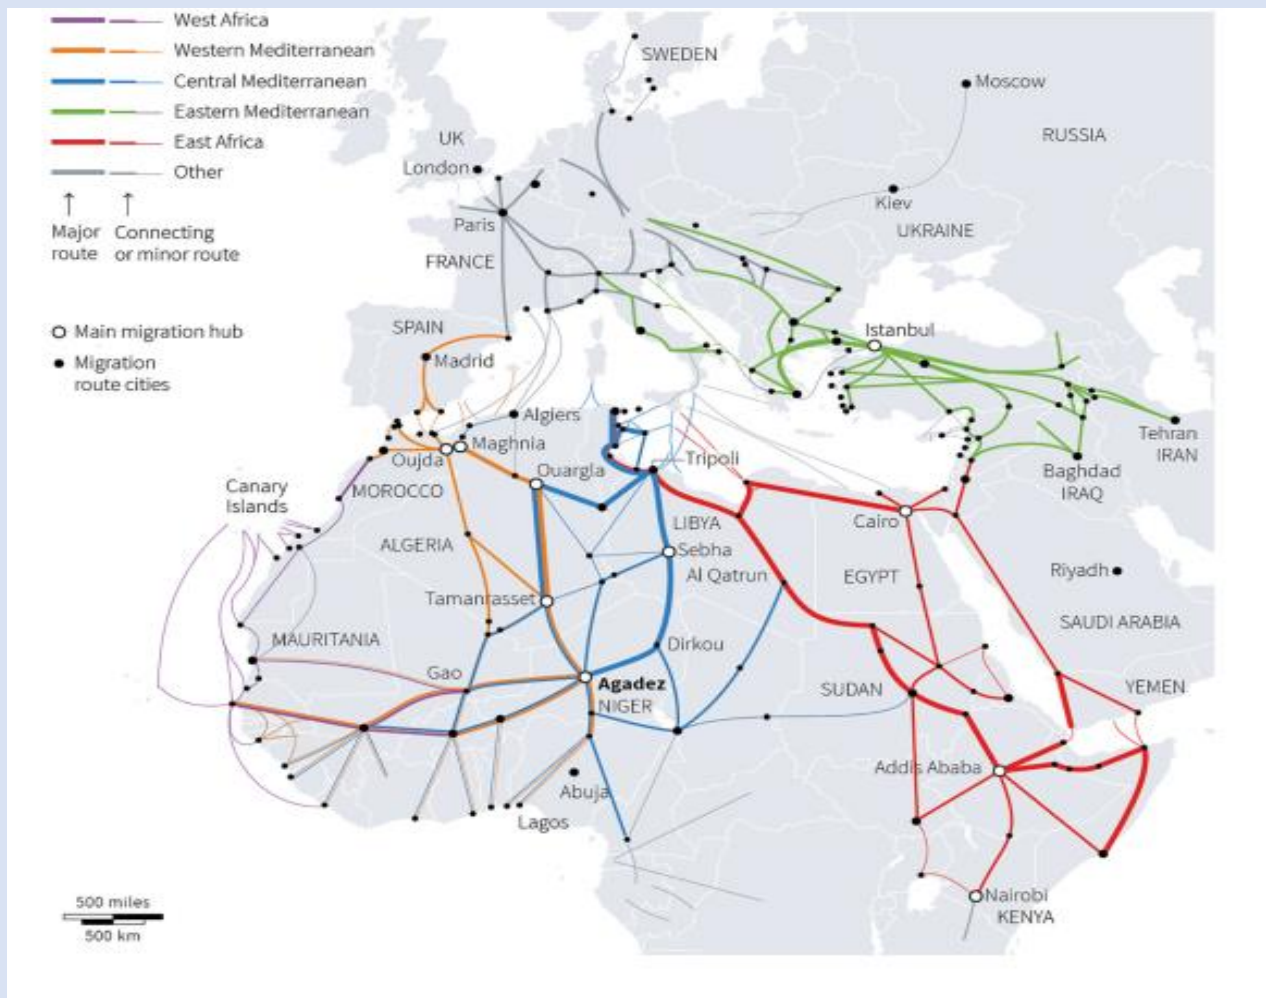 West Africa
Western Mediterranean
Central Mediterranean
Eastern Mediterranean
East Africa
Other
Major
route
Connecting
or minor route
Main migration hub
Migration
route cities
SWEDEN
Moscow
RUSSIA
UK
London
Kiev
Paris
UKRAINE
FRANCE
SPAIN
Istanbul
Madrid
Algiers
Tehran
IRAN
Maghnia
Oujda
Ouargla
Tripoli
Baghdad
IRAQ
Canary
Islands
MOROCCO
LIBYA
Cairo
ALGERIA
Sebha
Al Qatrun
EGYPT
Riyadh
Tamanrasset
SAUDI ARABIA
MAURITANIA
Dirkou
Gao
Agadez
NIGER
SUDAN
YEMEN
Addis Ababa
Abuja
Lagos
Nairobi
KENYA
500 miles
500 km